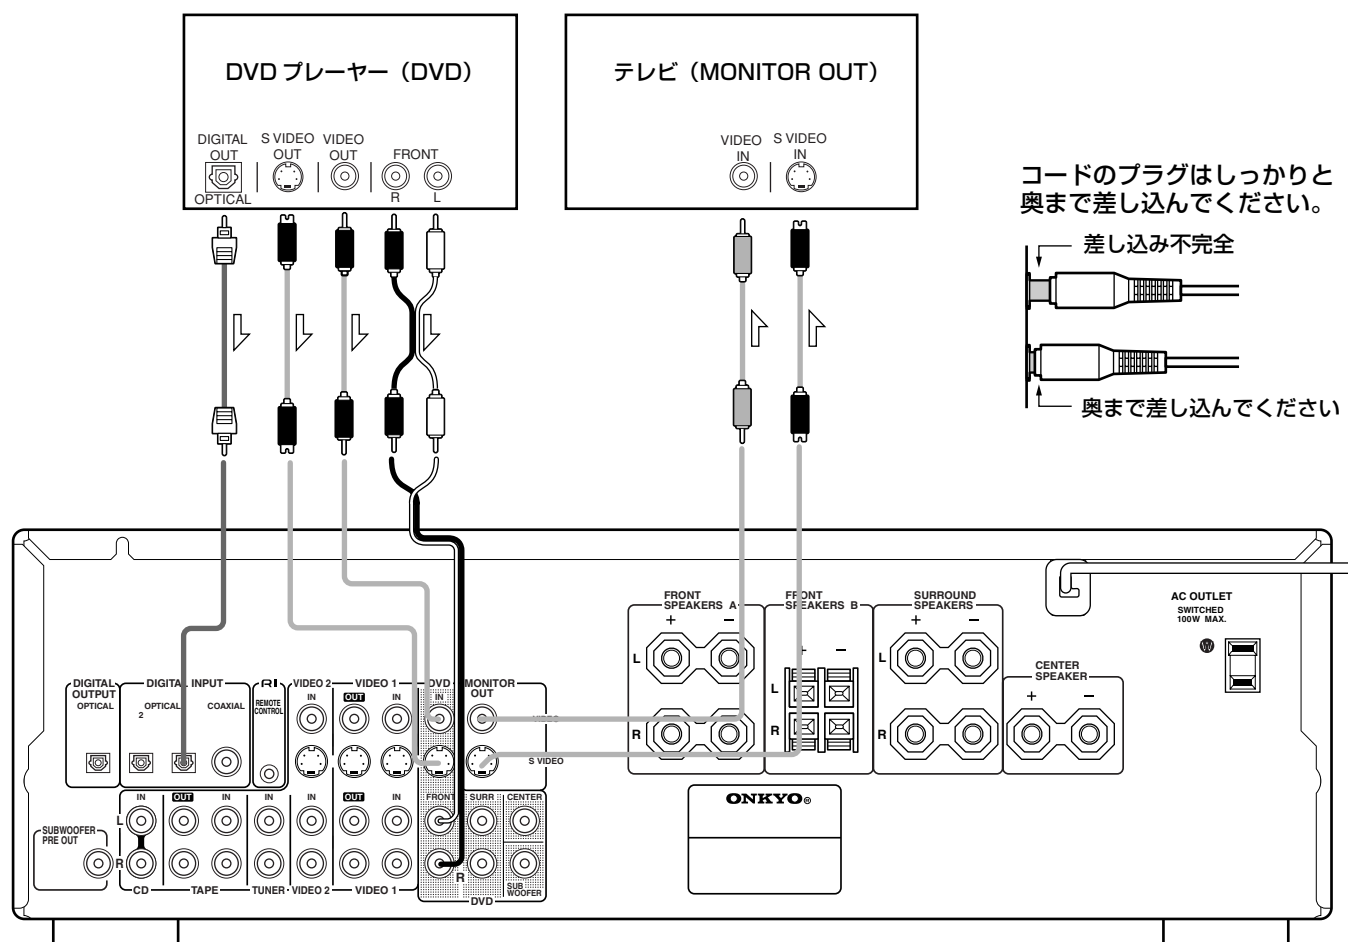 DVD プレーヤー（DVD）
DIGITAL OUT
OPTICAL
S VIDEO OUT
VIDEO OUT
FRONT
R L
テレビ（MONITOR OUT）
VIDEO IN
S VIDEO IN
コードのプラグはしっかりと
奥まで差し込んでください。
差し込み不完全
奥まで差し込んでください
FRONT
SPEAKERS A
+ −
L
R
FRONT
SPEAKERS B
+ −
L
R
SURROUND
SPEAKERS
+ −
L
R
CENTER
SPEAKER
+ −
AC OUTLET
SWITCHED
100W MAX.
DIGITAL
OUTPUT
OPTICAL
DIGITAL INPUT
OPTICAL
2
COAXIAL
RI
REMOTE
CONTROL
VIDEO 2
IN
VIDEO 1
OUT IN
DVD
IN
MONITOR
OUT
VIDEO
S VIDEO
IN OUT IN IN IN OUT IN
FRONT SURR CENTER
L
R
SUBWOOFER
PRE OUT
CD TAPE TUNER VIDEO 2 VIDEO 1
R
SUB
WOOFER
DVD
ONKYO®